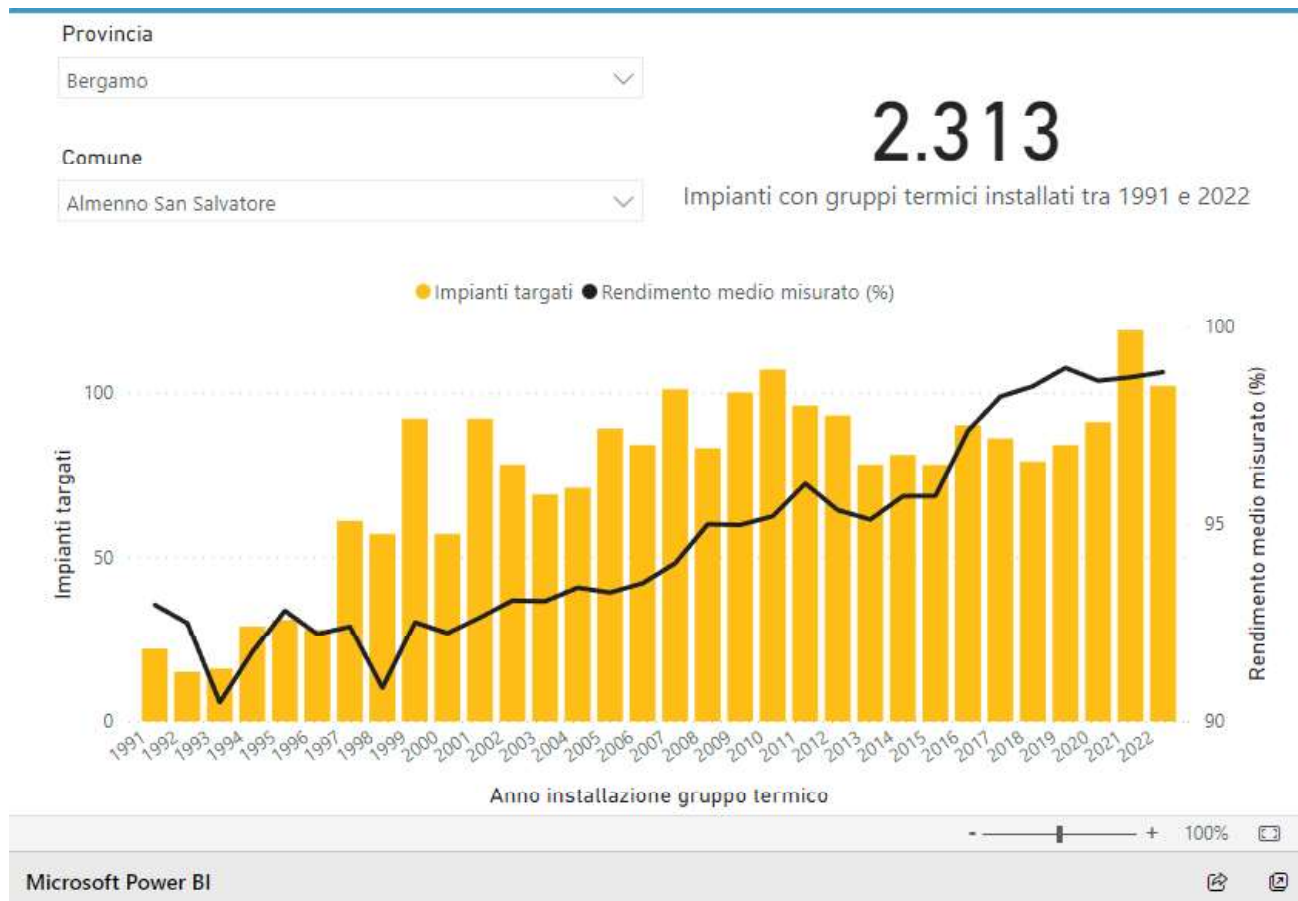 Provincia
Bergamo
2.313
Comune
Almenno San Salvatore
Impianti con gruppi termici installati tra 1991 e 2022
Impianti targati Rendimento medio misurato (%)
100
100
95
50
0
90
Impianti targati
Rendimento medio misurato (%)
1991 1992 1993 1994 1995 1996 1997 1998 1999 2000 2001 2002 2003 2004 2005 2006 2007 2008 2009 2010 2011 2012 2013 2014 2015 2016 2017 2018 2019 2020 2021 2022
Anno installazione gruppo termico
- + 100%
Microsoft Power BI